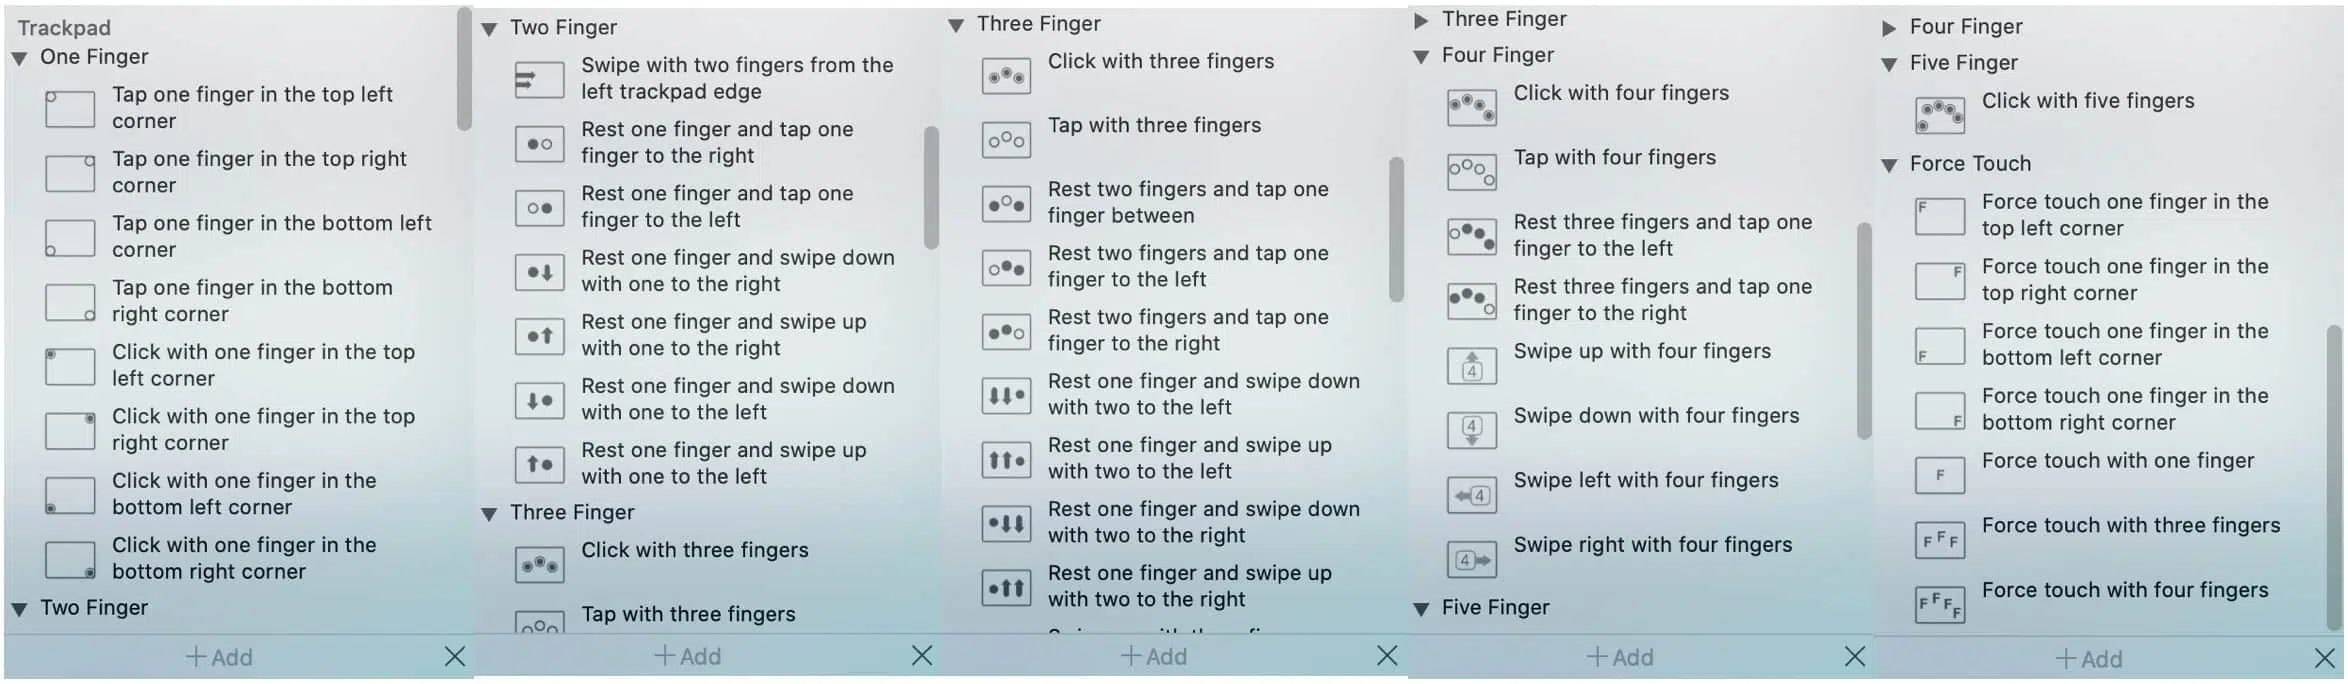 Trackpad
One Finger
Tap one finger in the top left
corner
Tap one finger in the top right
corner
Tap one finger in the bottom left
corner
Tap one finger in the bottom
right corner
Click with one finger in the top
left corner
Click with one finger in the top
right corner
Click with one finger in the
bottom left corner
Click with one finger in the
bottom right corner
Two Finger
+ Add
Two Finger
Swipe with two fingers from the
left trackpad edge
Rest one finger and tap one
finger to the right
Rest one finger and tap one
finger to the left
Rest one finger and swipe down
with one to the right
Rest one finger and swipe up
with one to the right
Rest one finger and swipe down
with one to the left
Rest one finger and swipe up
with one to the left
Three Finger
Click with three fingers
Tap with three fingers
+ Add
Three Finger
Click with three fingers
Tap with three fingers
Rest two fingers and tap one
finger between
Rest two fingers and tap one
finger to the left
Rest two fingers and tap one
finger to the right
Rest one finger and swipe down
with two to the left
Rest one finger and swipe up
with two to the left
Rest one finger and swipe down
with two to the right
Rest one finger and swipe up
with two to the right
+ Add
Three Finger
Four Finger
Click with four fingers
Tap with four fingers
Rest three fingers and tap one
finger to the left
Rest three fingers and tap one
finger to the right
4
Swipe up with four fingers
4
Swipe down with four fingers
4
Swipe left with four fingers
4
Swipe right with four fingers
Five Finger
+ Add
Four Finger
Five Finger
Click with five fingers
Force Touch
F
Force touch one finger in the
top left corner
F
Force touch one finger in the
top right corner
F
Force touch one finger in the
bottom left corner
F
Force touch one finger in the
bottom right corner
F
Force touch with one finger
F F F
Force touch with three fingers
F F F F
Force touch with four fingers
+ Add